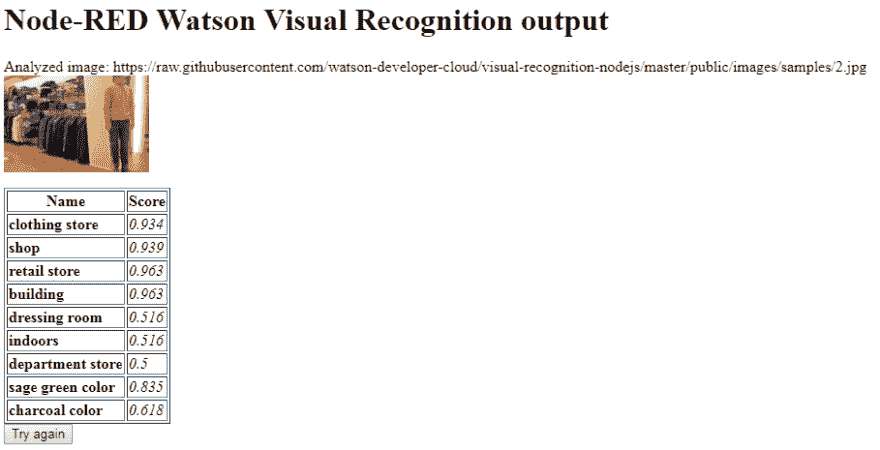 Node-RED Watson Visual Recognition output
Analyzed image: https://raw.githubusercontent.com/watson-developer-cloud/visual-recognition-nodejs/master/public/images/samples/2.jpg
Name Score
clothing store 0.934
shop 0.939
retail store 0.963
building 0.963
dressing room 0.516
indoors 0.516
department store 0.5
sage green color 0.835
charcoal color 0.618
Try again